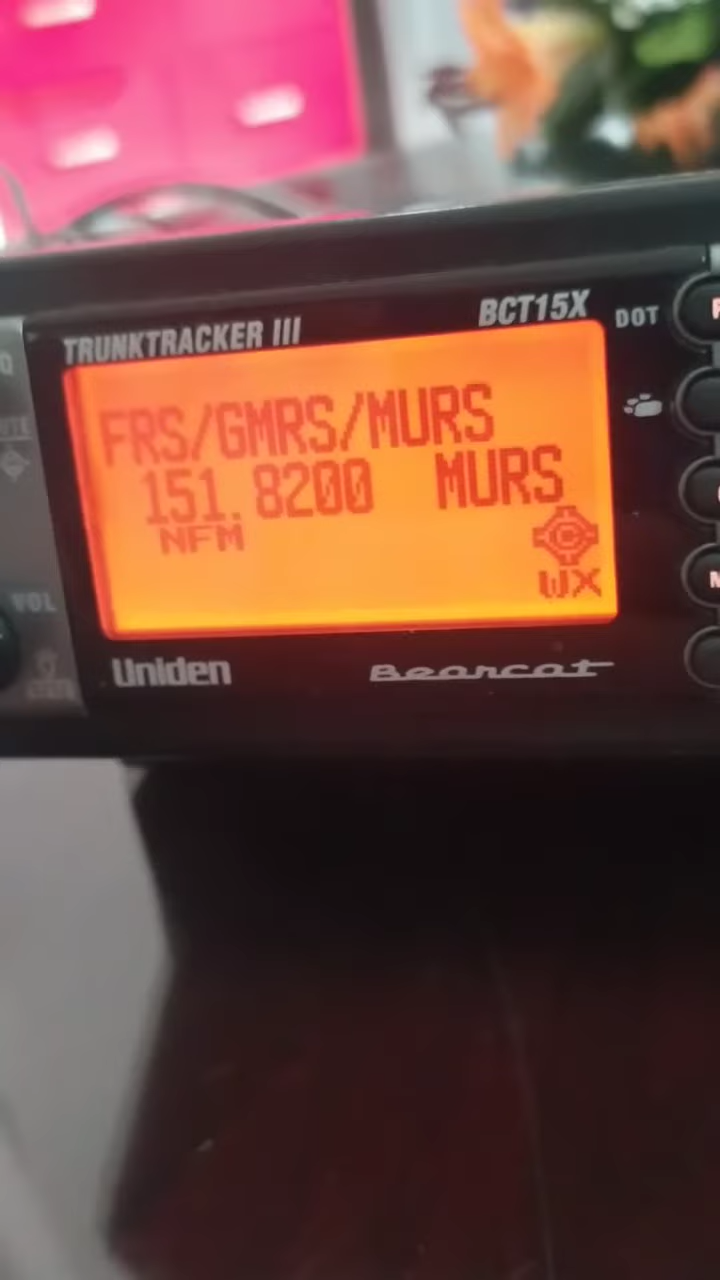 TRUNKTRACKER III
BCT15X
DOT
FRS/GMRS/MURS
151.8200 MURS
NFM
C
WX
VOL
Uniden
Bearcat